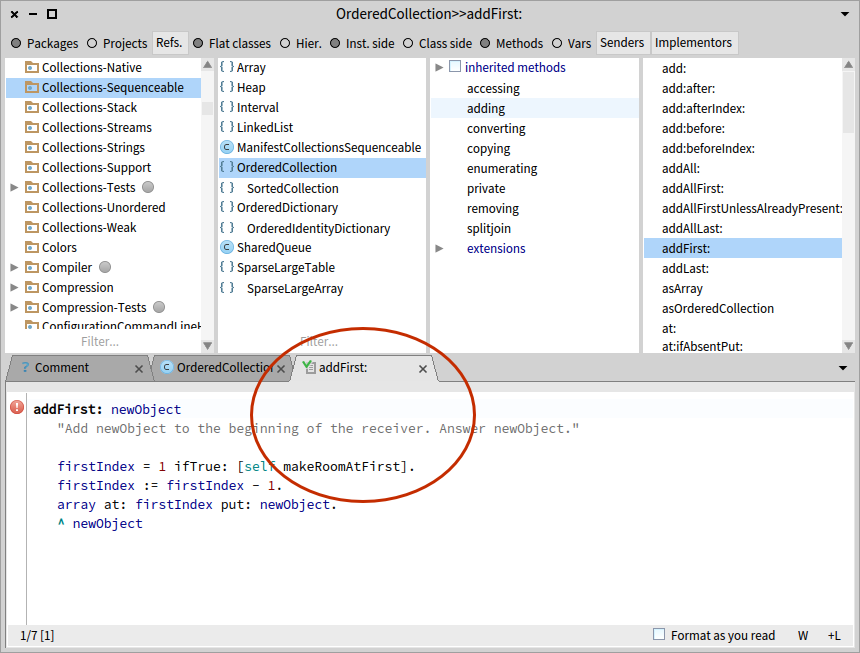 OrderedCollection>>addFirst:
Packages Projects Refs. Flat classes Hier. Inst. side Class side Methods Vars Senders Implementors
Collections-Native
Collections-Sequenceable
Collections-Stack
Collections-Streams
Collections-Strings
Collections-Support
Collections-Tests
Collections-Unordered
Collections-Weak
Colors
Compiler
Compression
Compression-Tests
ConfigurationCommandLineH
Filter...
{ } Array
{ } Heap
{ } Interval
{ } LinkedList
C ManifestCollectionsSequenceable
{ } OrderedCollection
{ } SortedCollection
{ } OrderedDictionary
{ } OrderedIdentityDictionary
C SharedQueue
{ } SparseLargeTable
{ } SparseLargeArray
Filter...
inherited methods
accessing
adding
converting
copying
enumerating
private
removing
splitjoin
extensions
add:
add:after:
add:afterIndex:
add:before:
add:beforeIndex:
addAll:
addAllFirst:
addAllFirstUnlessAlreadyPresent:
addAllLast:
addFirst:
addLast:
asArray
asOrderedCollection
at:
at:ifAbsentPut:
? Comment × C OrderedCollection × addFirst: ×
addFirst: newObject
"Add newObject to the beginning of the receiver. Answer newObject."
firstIndex = 1 ifTrue: [self makeRoomAtFirst].
firstIndex := firstIndex - 1.
array at: firstIndex put: newObject.
^ newObject
1/7 [1] Format as you read W +L